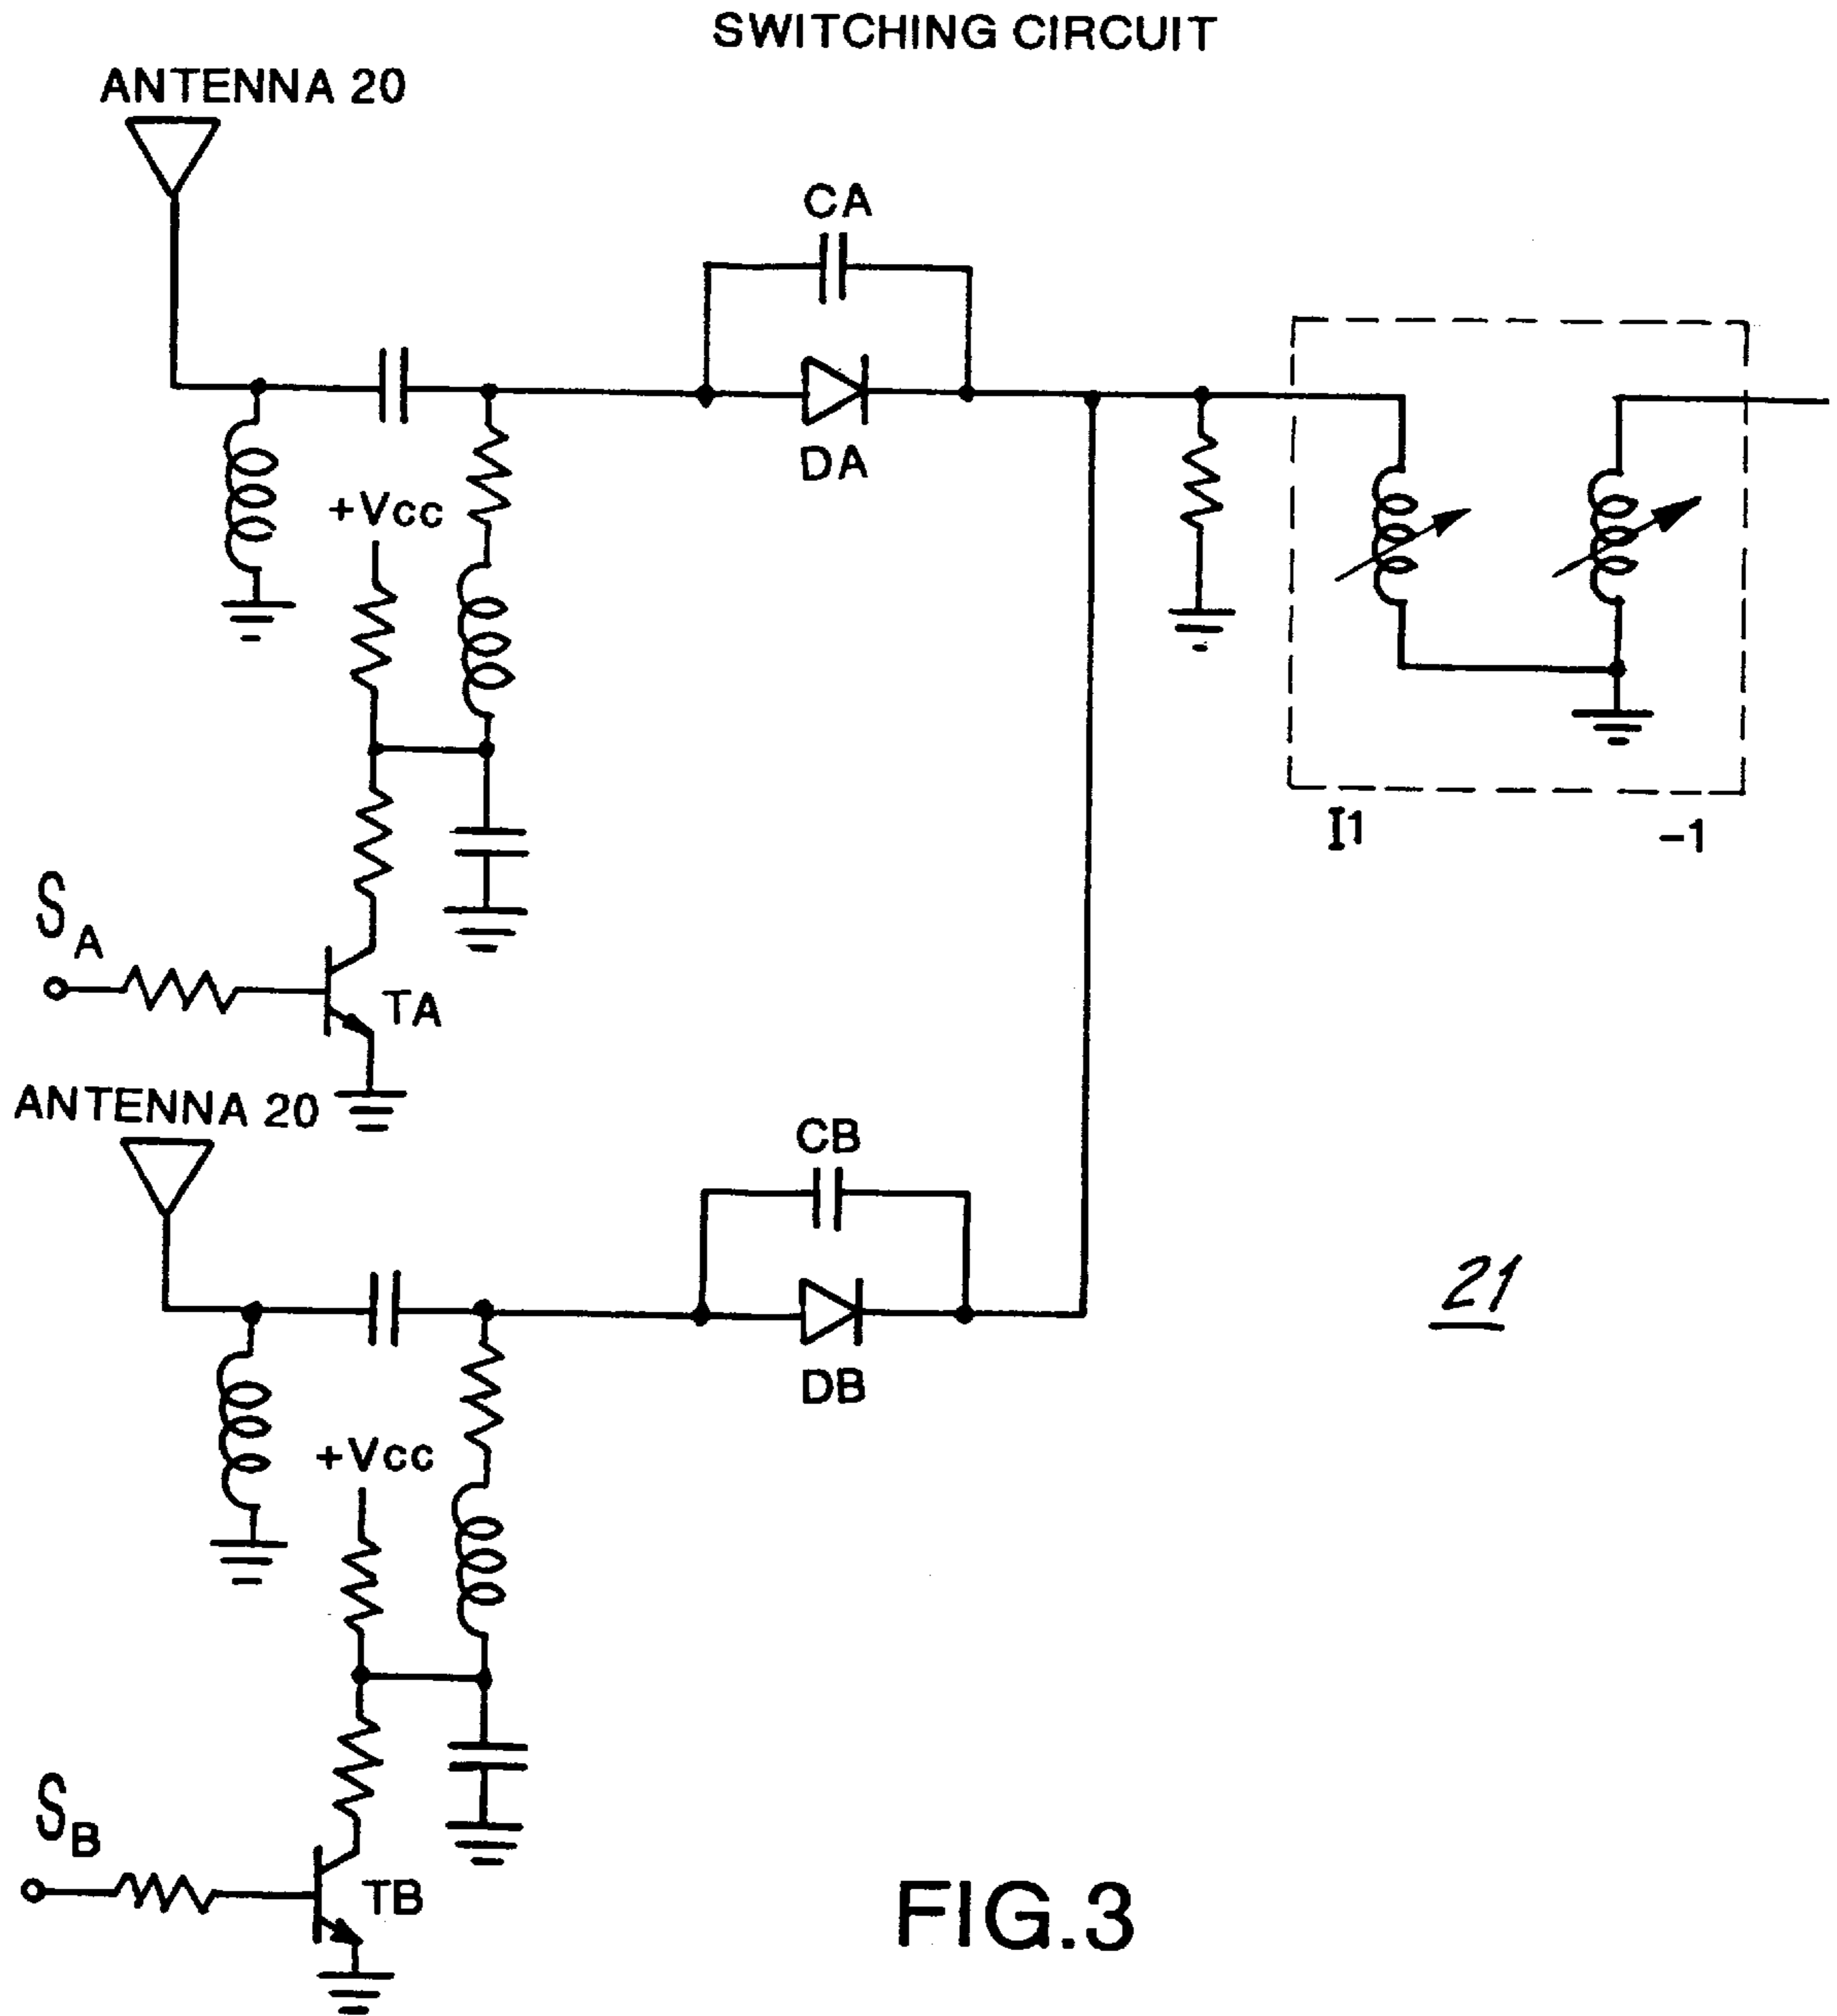 SWITCHING CIRCUIT
ANTENNA 20
CA
DA
+Vcc
I1
-1
SA
TA
ANTENNA 20
CB
21
DB
+Vcc
SB
TB
FIG.3